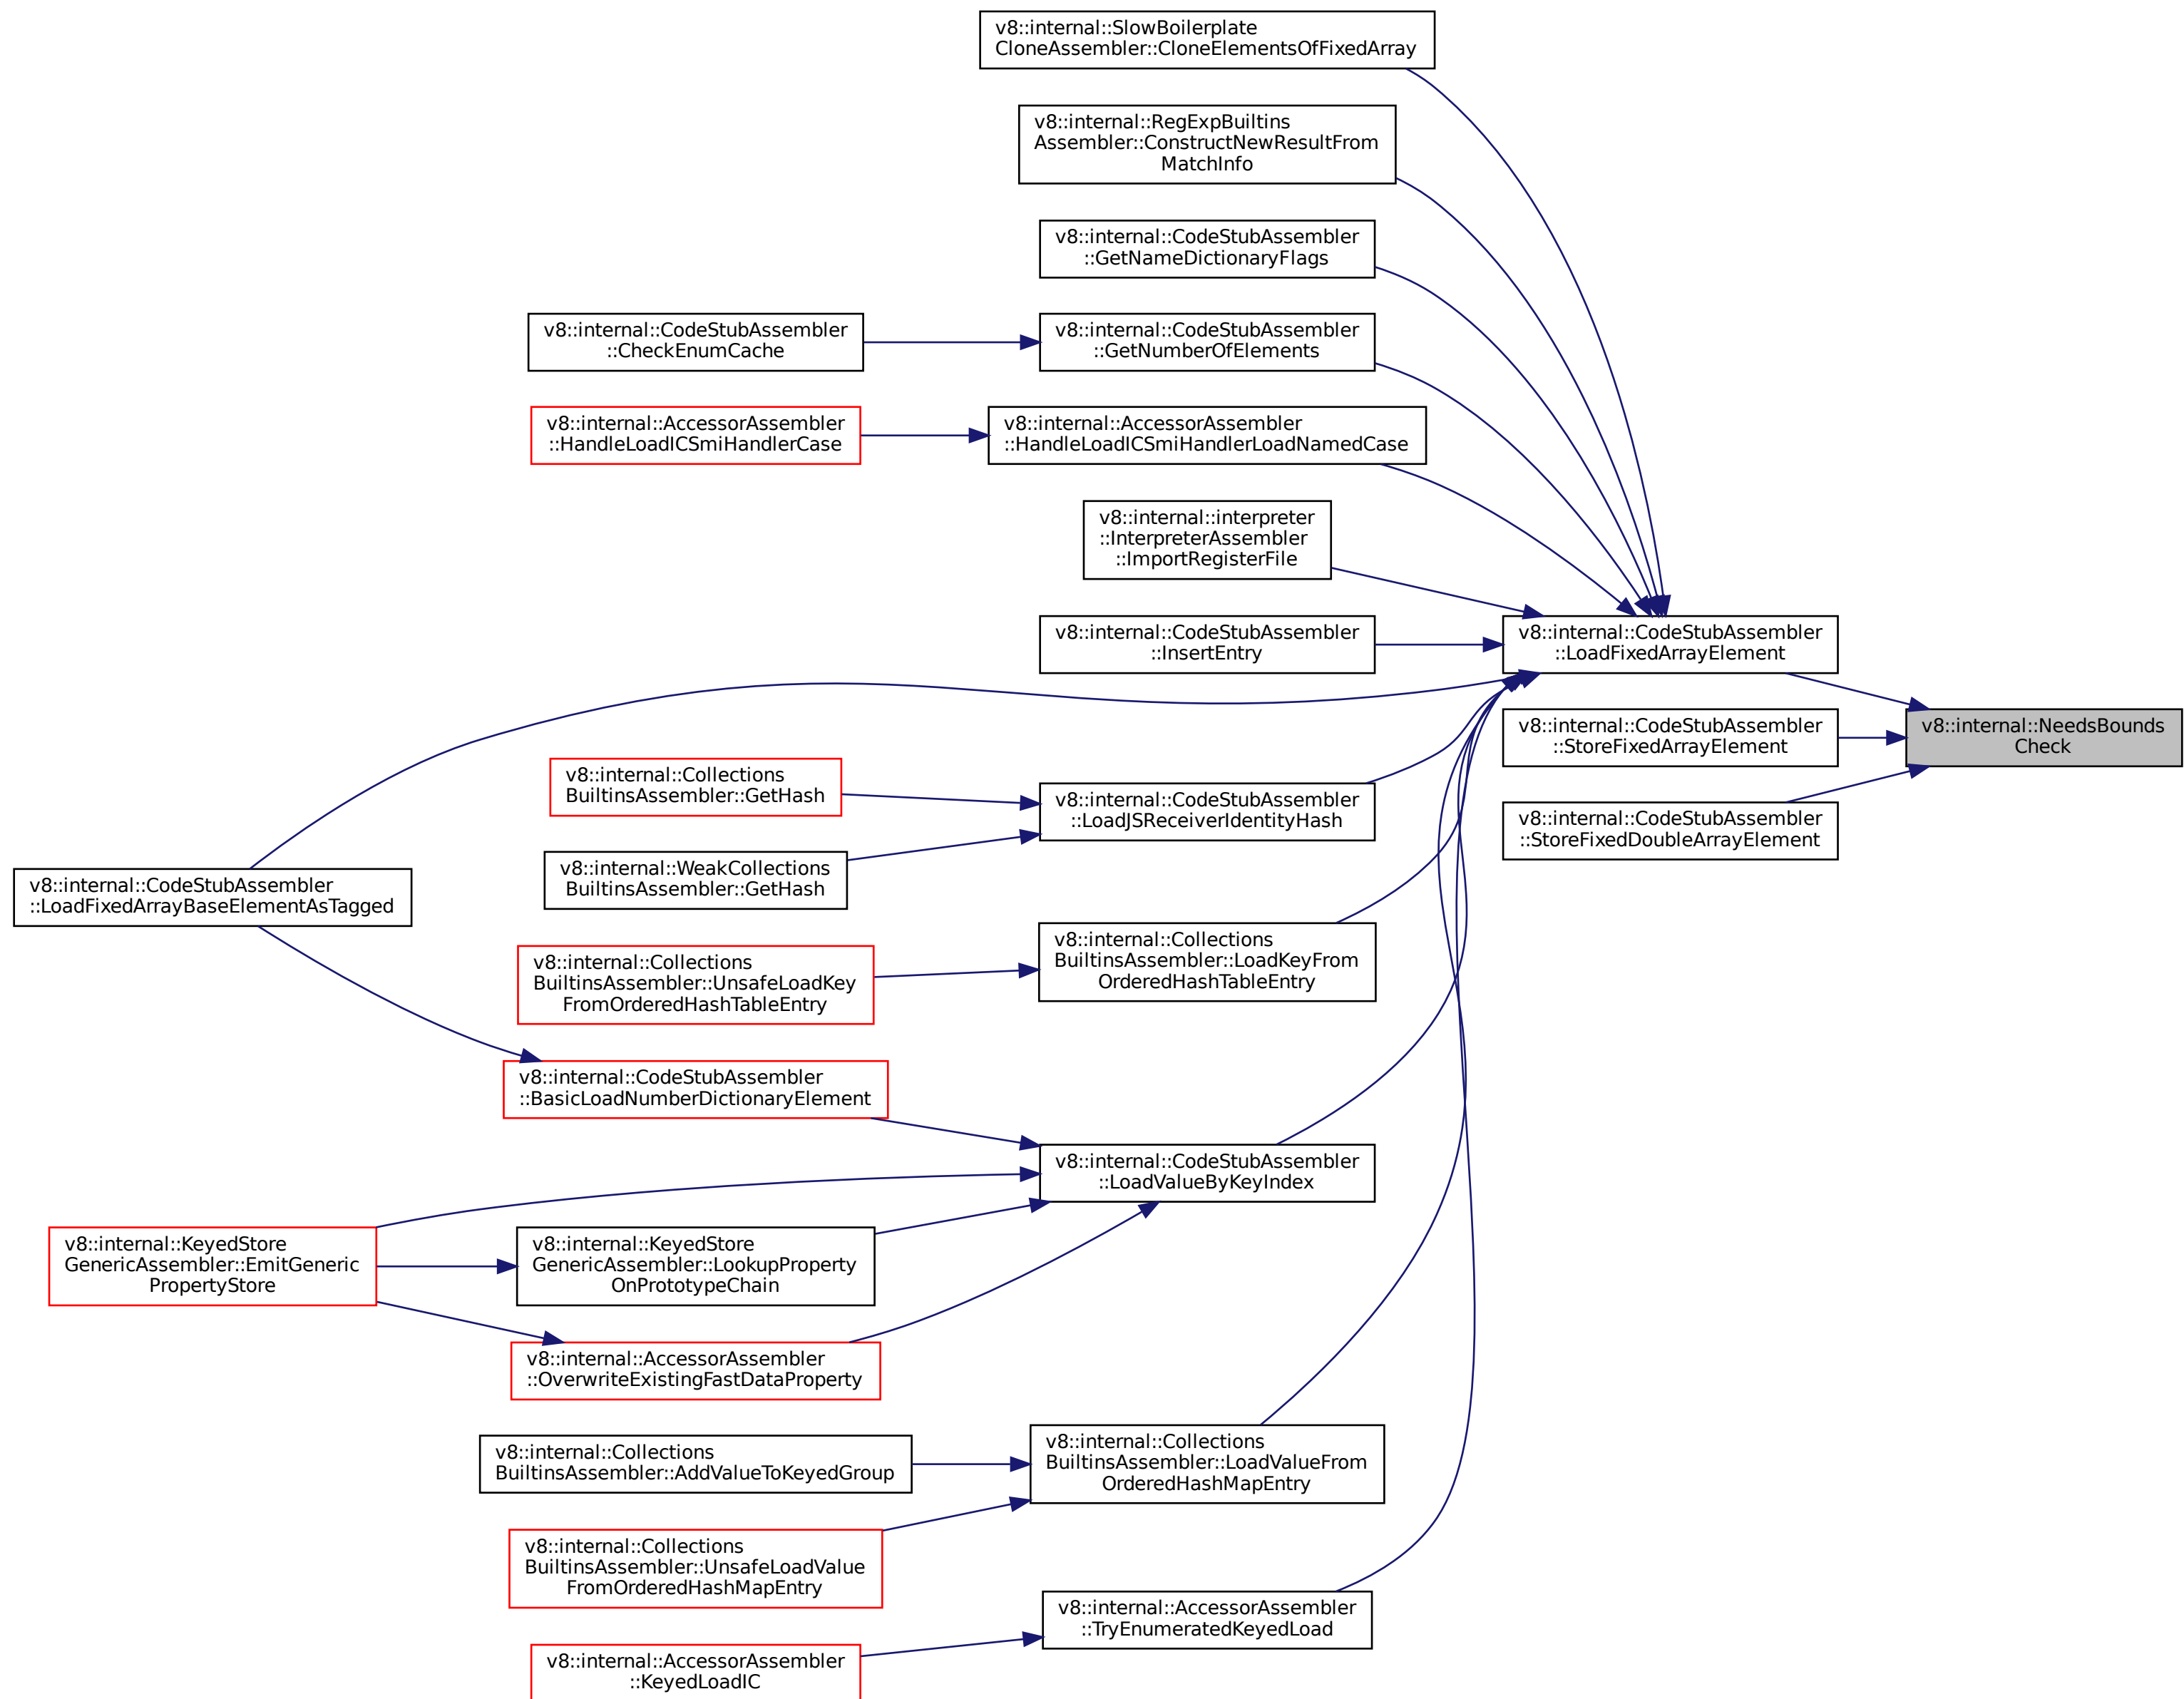 v8::internal::SlowBoilerplate
CloneAssembler::CloneElementsOfFixedArray
v8::internal::RegExpBuiltins
Assembler::ConstructNewResultFrom
MatchInfo
v8::internal::CodeStubAssembler
::GetNameDictionaryFlags
v8::internal::CodeStubAssembler
::CheckEnumCache
v8::internal::CodeStubAssembler
::GetNumberOfElements
v8::internal::AccessorAssembler
::HandleLoadICSmiHandlerCase
v8::internal::AccessorAssembler
::HandleLoadICSmiHandlerLoadNamedCase
v8::internal::interpreter
::InterpreterAssembler
::ImportRegisterFile
v8::internal::CodeStubAssembler
::InsertEntry
v8::internal::CodeStubAssembler
::LoadFixedArrayElement
v8::internal::CodeStubAssembler
::StoreFixedArrayElement
v8::internal::NeedsBounds
Check
v8::internal::Collections
BuiltinsAssembler::GetHash
v8::internal::CodeStubAssembler
::LoadJSReceiverIdentityHash
v8::internal::CodeStubAssembler
::StoreFixedDoubleArrayElement
v8::internal::WeakCollections
BuiltinsAssembler::GetHash
v8::internal::CodeStubAssembler
::LoadFixedArrayBaseElementAsTagged
v8::internal::Collections
BuiltinsAssembler::UnsafeLoadKey
FromOrderedHashTableEntry
v8::internal::Collections
BuiltinsAssembler::LoadKeyFrom
OrderedHashTableEntry
v8::internal::CodeStubAssembler
::BasicLoadNumberDictionaryElement
v8::internal::CodeStubAssembler
::LoadValueByKeyIndex
v8::internal::KeyedStore
GenericAssembler::EmitGeneric
PropertyStore
v8::internal::KeyedStore
GenericAssembler::LookupProperty
OnPrototypeChain
v8::internal::AccessorAssembler
::OverwriteExistingFastDataProperty
v8::internal::Collections
BuiltinsAssembler::AddValueToKeyedGroup
v8::internal::Collections
BuiltinsAssembler::LoadValueFrom
OrderedHashMapEntry
v8::internal::Collections
BuiltinsAssembler::UnsafeLoadValue
FromOrderedHashMapEntry
v8::internal::AccessorAssembler
::TryEnumeratedKeyedLoad
v8::internal::AccessorAssembler
::KeyedLoadIC